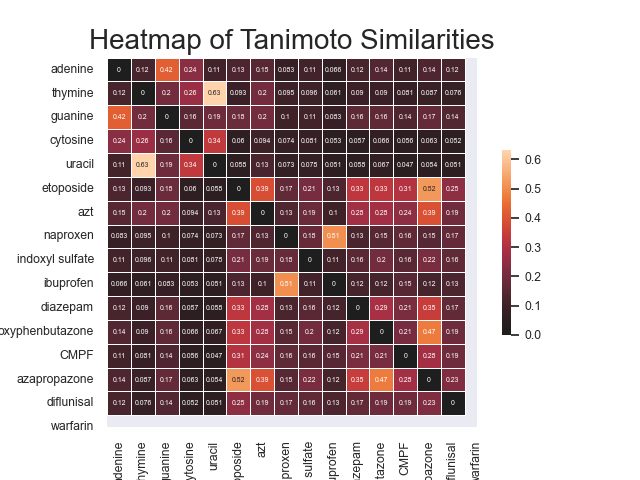 Heatmap of Tanimoto Similarities
adenine 0 0.12 0.42 0.24 0.11 0.13 0.15 0.083 0.11 0.066 0.12 0.14 0.11 0.14 0.12
thymine 0.12 0 0.2 0.26 0.63 0.093 0.2 0.095 0.096 0.061 0.09 0.09 0.081 0.087 0.076
guanine 0.42 0.2 0 0.16 0.19 0.18 0.2 0.1 0.11 0.083 0.16 0.16 0.14 0.17 0.14
cytosine 0.24 0.26 0.16 0 0.34 0.06 0.094 0.074 0.081 0.053 0.057 0.066 0.056 0.063 0.052
uracil 0.11 0.63 0.19 0.34 0 0.058 0.13 0.073 0.078 0.051 0.058 0.067 0.047 0.054 0.051
etoposide 0.13 0.093 0.18 0.06 0.058 0 0.39 0.17 0.21 0.13 0.33 0.33 0.31 0.52 0.25
azt 0.15 0.2 0.2 0.094 0.13 0.39 0 0.13 0.19 0.1 0.28 0.28 0.24 0.39 0.19
naproxen 0.083 0.095 0.1 0.074 0.073 0.17 0.13 0 0.18 0.51 0.13 0.15 0.16 0.15 0.17
indoxyl sulfate 0.11 0.096 0.11 0.081 0.078 0.21 0.19 0.18 0 0.11 0.16 0.2 0.16 0.22 0.16
ibuprofen 0.066 0.061 0.083 0.053 0.051 0.13 0.1 0.51 0.11 0 0.12 0.12 0.15 0.12 0.13
diazepam 0.12 0.09 0.16 0.057 0.058 0.33 0.28 0.13 0.16 0.12 0 0.29 0.21 0.35 0.17
oxyphenbutazone 0.14 0.09 0.16 0.066 0.067 0.33 0.28 0.15 0.2 0.12 0.29 0 0.21 0.47 0.19
CMPF 0.11 0.081 0.14 0.056 0.047 0.31 0.24 0.16 0.16 0.15 0.21 0.21 0 0.28 0.19
azapropazone 0.14 0.087 0.17 0.063 0.054 0.52 0.39 0.15 0.22 0.12 0.35 0.47 0.28 0 0.23
diflunisal 0.12 0.076 0.14 0.052 0.051 0.25 0.19 0.17 0.16 0.13 0.17 0.19 0.19 0.23 0
warfarin
denine
hymine
guanine
ytosine
uracil
poside
azt
proxen
sulfate
uprofen
zepam
tazone
CMPF
pazone
flunisal
warfarin
0.6
0.5
0.4
0.3
0.2
0.1
0.0